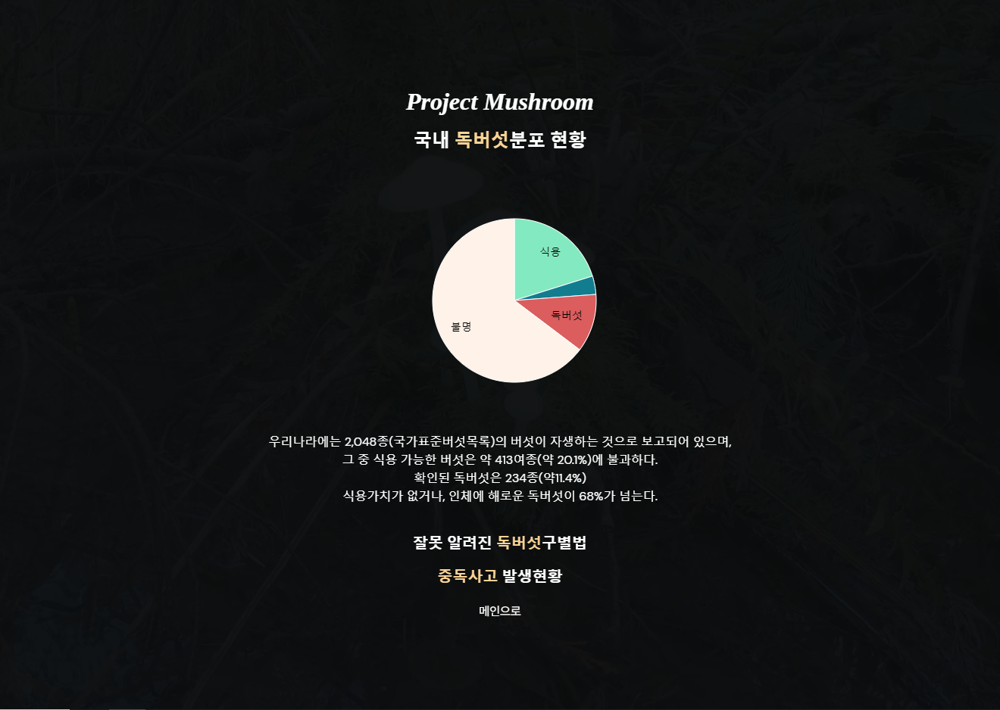 Project Mushroom
국내 독버섯분포 현황
식용
독버섯
불명
우리나라에는 2,048종(국가표준버섯목록)의 버섯이 자생하는 것으로 보고되어 있으며,
그 중 식용 가능한 버섯은 약 413여종(약 20.1%)에 불과하다.
확인된 독버섯은 234종(약11.4%)
식용가치가 없거나, 인체에 해로운 독버섯이 68%가 넘는다.
잘못 알려진 독버섯구별법
중독사고 발생현황
메인으로